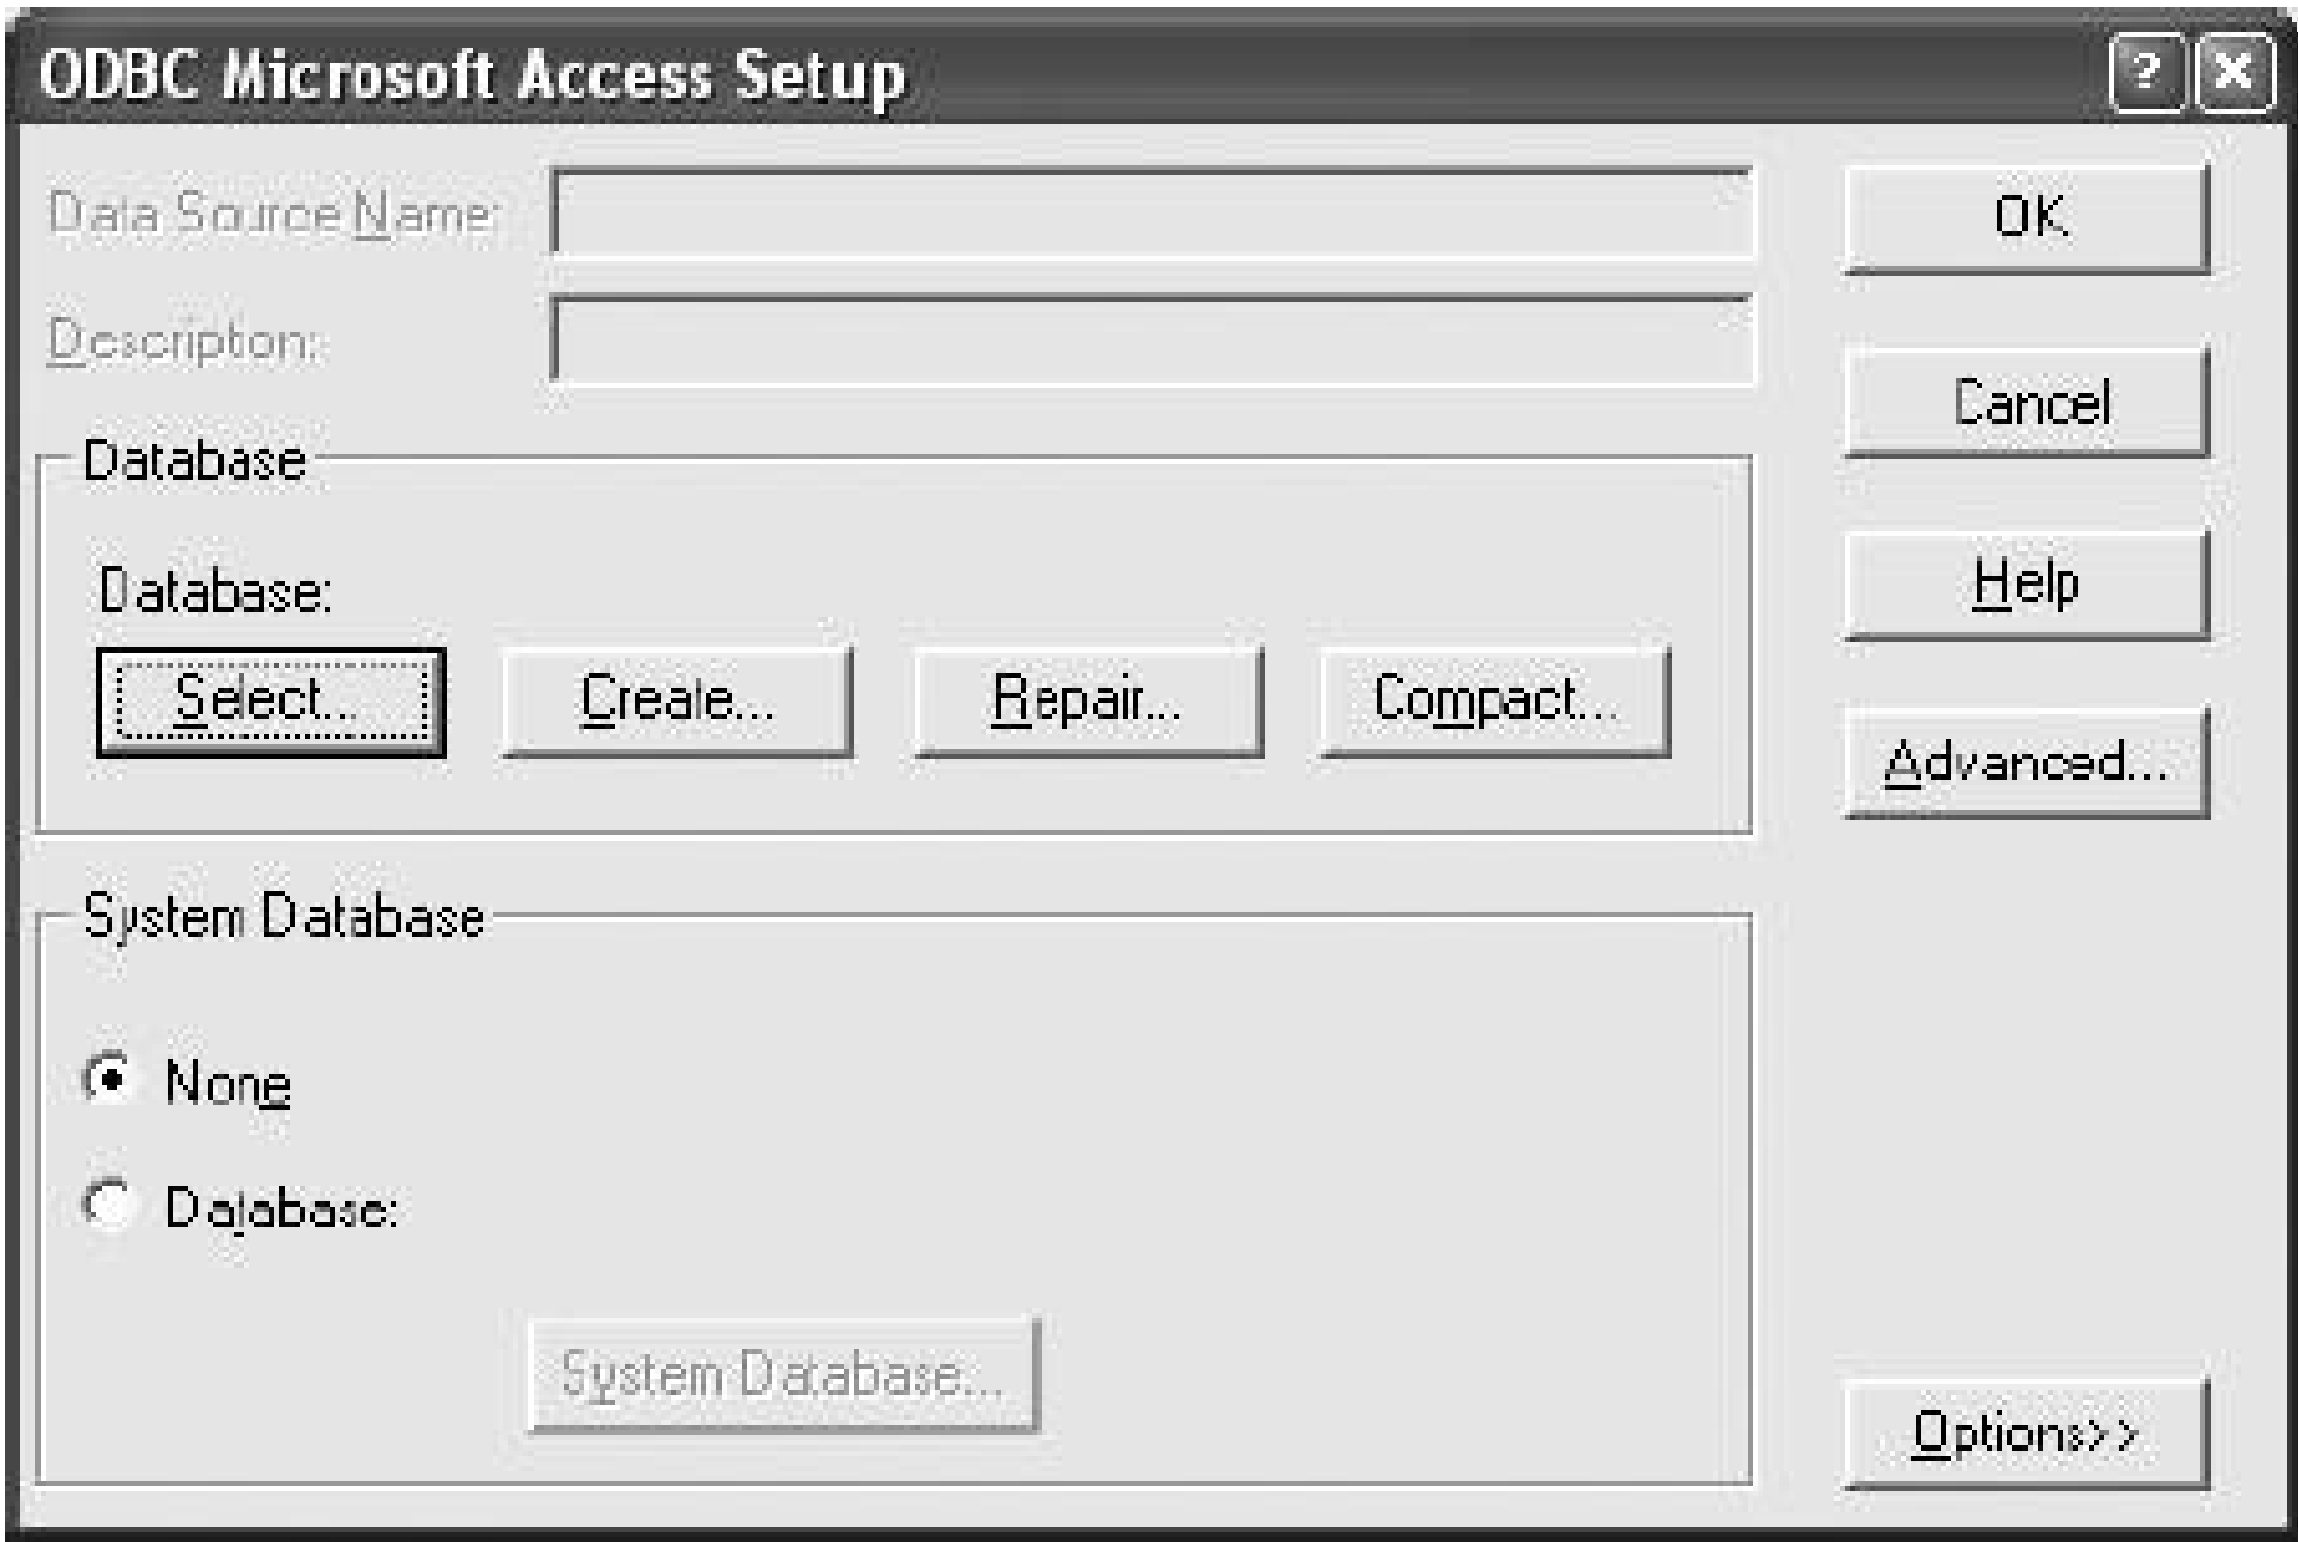 ODBC Microsoft Access Setup
?
Data Source Name:
Description:
OK
Cancel
Help
Advanced...
Database
Database:
Select...
Create...
Repair...
Compact...
System Database
None
Database:
System Database...
Options>>